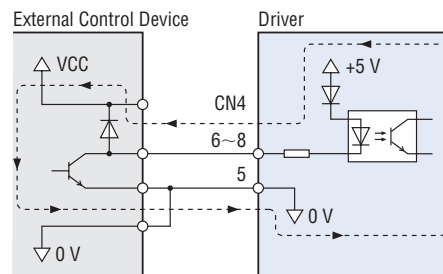 External Control Device
Driver
VCC
+5 V
CN4
6~8
5
0 V
0 V